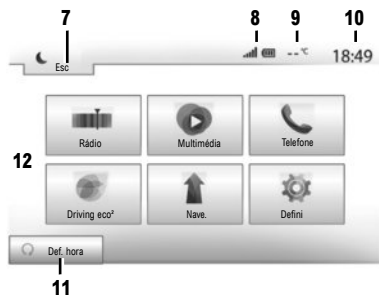 7 8 9 10
Esc -- °C 18:49
Rádio Multimédia Telefone
12
Driving eco² Nave. Defini
Def. hora
11